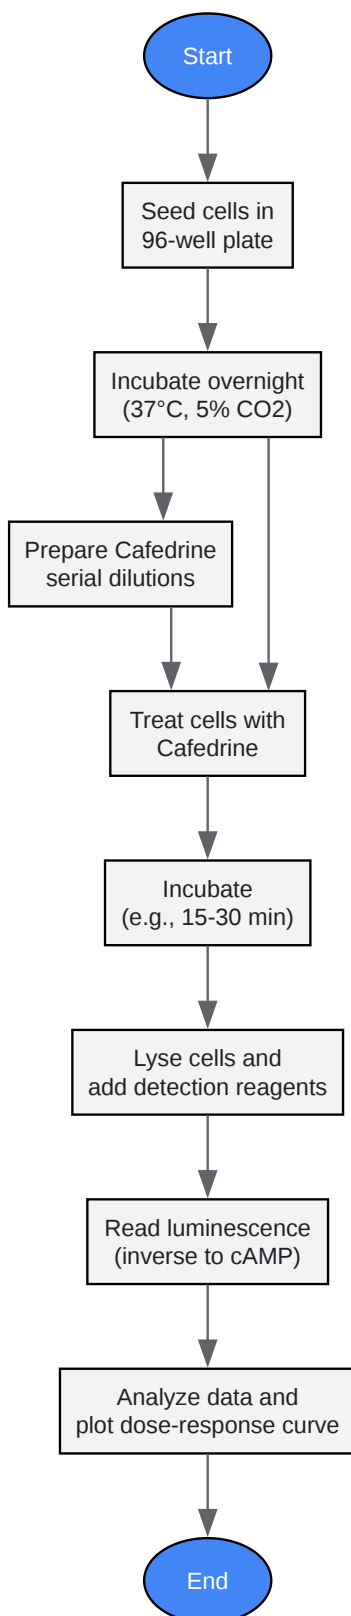 Start
Seed cells in
96-well plate
Incubate overnight
(37°C, 5% CO2)
Prepare Cafedrine
serial dilutions
Treat cells with
Cafedrine
Incubate
(e.g., 15-30 min)
Lyse cells and
add detection reagents
Read luminescence
(inverse to cAMP)
Analyze data and
plot dose-response curve
End